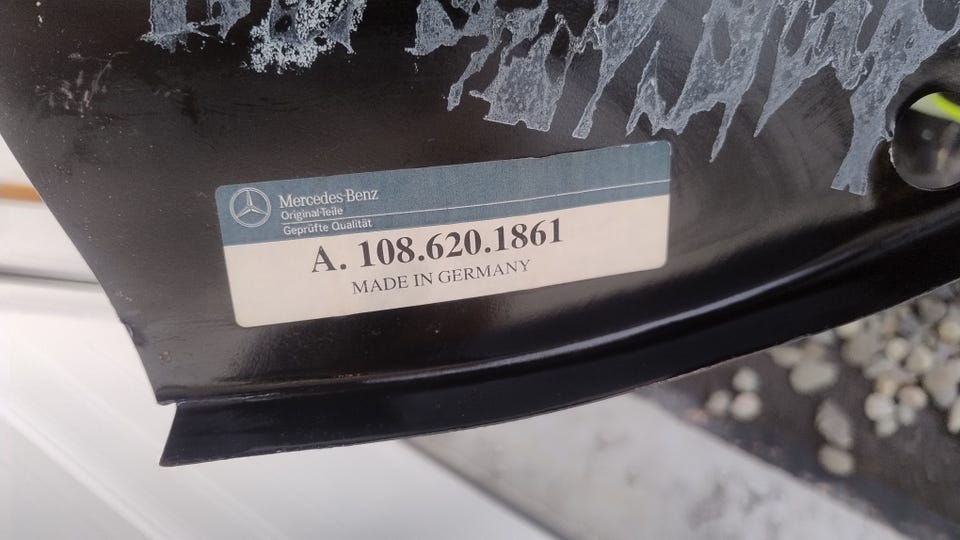 Mercedes-Benz
Original-Teile
Geprüfte Qualität
A. 108.620.1861
MADE IN GERMANY